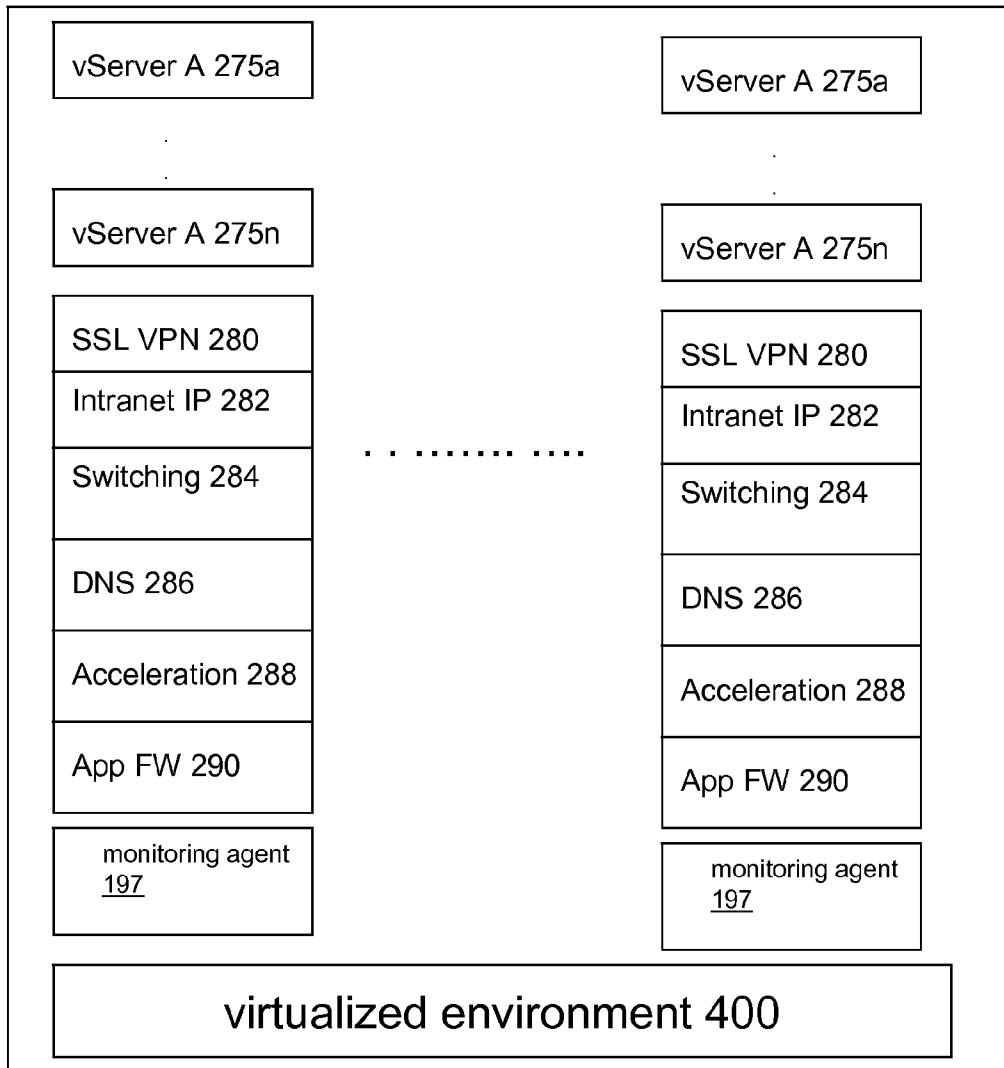 vServer A 275a
.
.
vServer A 275n
SSL VPN 280
Intranet IP 282
Switching 284
DNS 286
Acceleration 288
App FW 290
monitoring agent
197
. . ....... ....
vServer A 275a
.
.
vServer A 275n
SSL VPN 280
Intranet IP 282
Switching 284
DNS 286
Acceleration 288
App FW 290
monitoring agent
197
virtualized environment 400